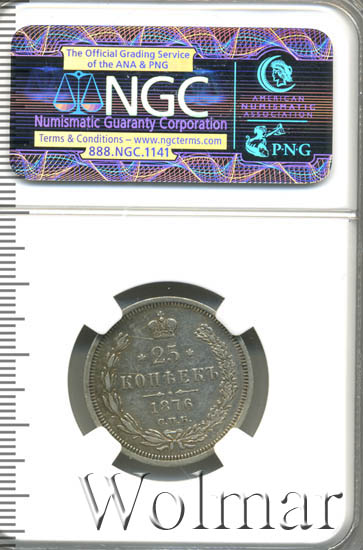 The Official Grading Service
of the ANA & PNG
NGC
Numismatic Guaranty Corporation
Terms & Conditions – www.ngcterms.com
888.NGC.1141
AMERICAN
NUMISMATIC
ASSOCIATION
P·N·G
25
КОПѢЕКЪ
1876
С.П.Б.
Wolmar